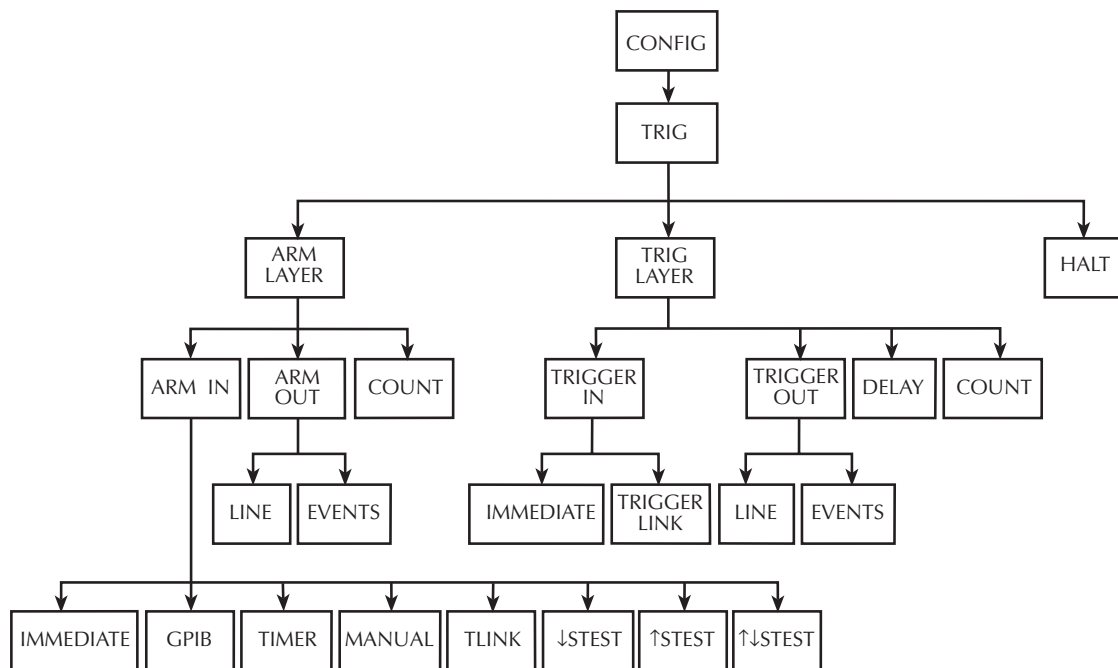 CONFIG
TRIG
ARM
LAYER
TRIG
LAYER
HALT
ARM IN
ARM
OUT
COUNT
TRIGGER
IN
TRIGGER
OUT
DELAY
COUNT
LINE
EVENTS
IMMEDIATE
TRIGGER
LINK
LINE
EVENTS
IMMEDIATE
GPIB
TIMER
MANUAL
TLINK
↓STEST
↑STEST
↑↓STEST